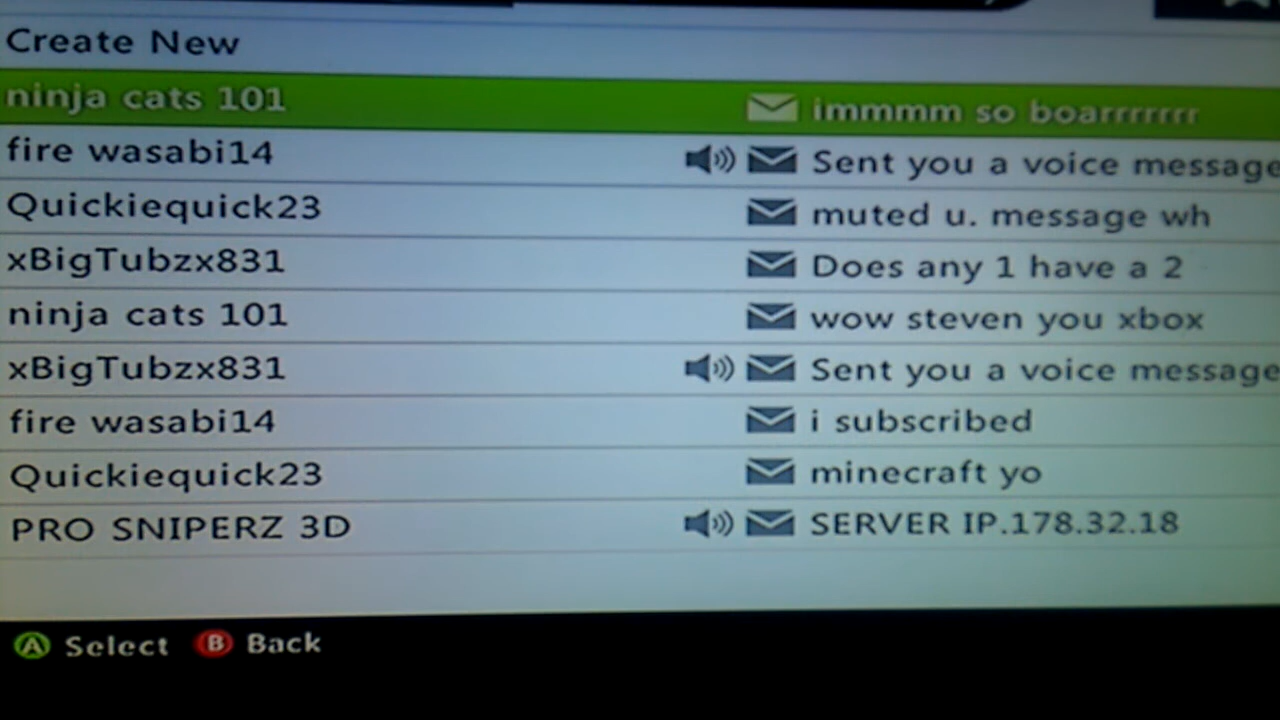 Create New
ninja cats 101 immmm so boarrrrrrr
fire wasabi14 Sent you a voice message
Quickiequick23 muted u. message wh
xBigTubzx831 Does any 1 have a 2
ninja cats 101 wow steven you xbox
xBigTubzx831 Sent you a voice message
fire wasabi14 i subscribed
Quickiequick23 minecraft yo
PRO SNIPERZ 3D SERVER IP.178.32.18
A Select B Back